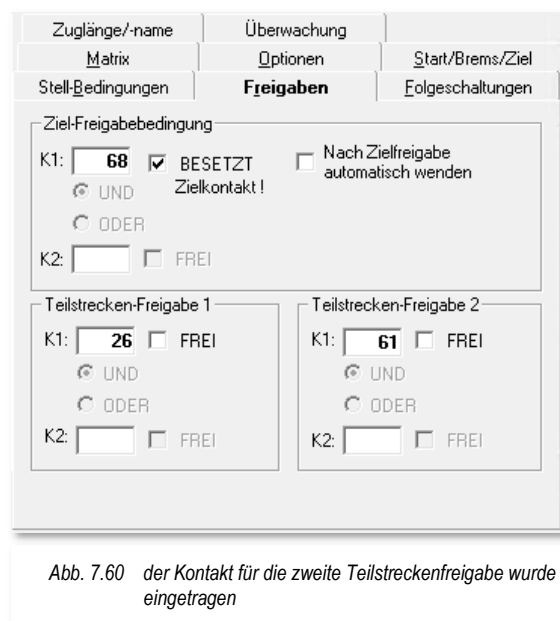 Zuglänge/-name Überwachung
Matrix Optionen Start/Brems/Ziel
Stell-Bedingungen Freigaben Folgeschaltungen
Ziel-Freigabebedingung
K1: 68 BESETZT Zielkontakt !
Nach Zielfreigabe automatisch wenden
UND
ODER
K2: FREI
Teilstrecken-Freigabe 1
K1: 26 FREI
UND
ODER
K2: FREI
Teilstrecken-Freigabe 2
K1: 61 FREI
UND
ODER
K2: FREI
Abb. 7.60 der Kontakt für die zweite Teilstreckenfreigabe wurde
eingetragen